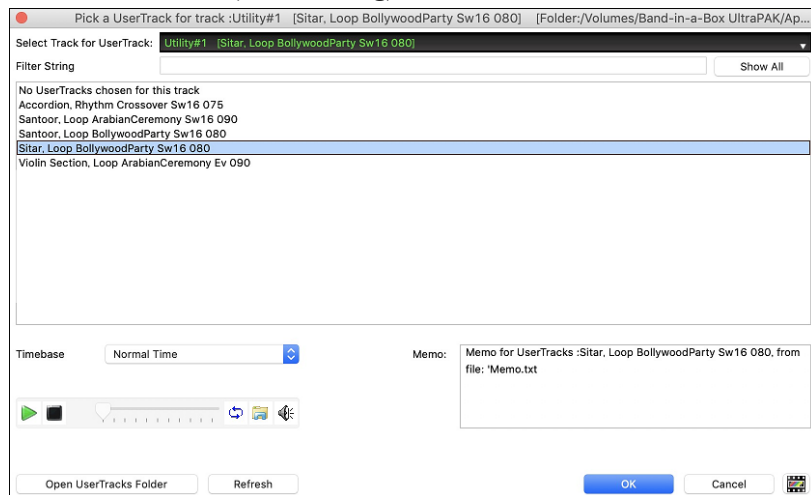 Pick a UserTrack for track :Utility#1 [Sitar, Loop BollywoodParty Sw16 080] [Folder:/Volumes/Band-in-a-Box UltraPAK/Ap...
Select Track for UserTrack: Utility#1 [Sitar, Loop BollywoodParty Sw16 080]
Filter String Show All
No UserTracks chosen for this track
Accordion, Rhythm Crossover Sw16 075
Santoor, Loop ArabianCeremony Sw16 090
Santoor, Loop BollywoodParty Sw16 080
Sitar, Loop BollywoodParty Sw16 080
Violin Section, Loop ArabianCeremony Ev 090
Timebase Normal Time Memo: Memo for UserTracks :Sitar, Loop BollywoodParty Sw16 080, from
file: 'Memo.txt
Open UserTracks Folder Refresh OK Cancel